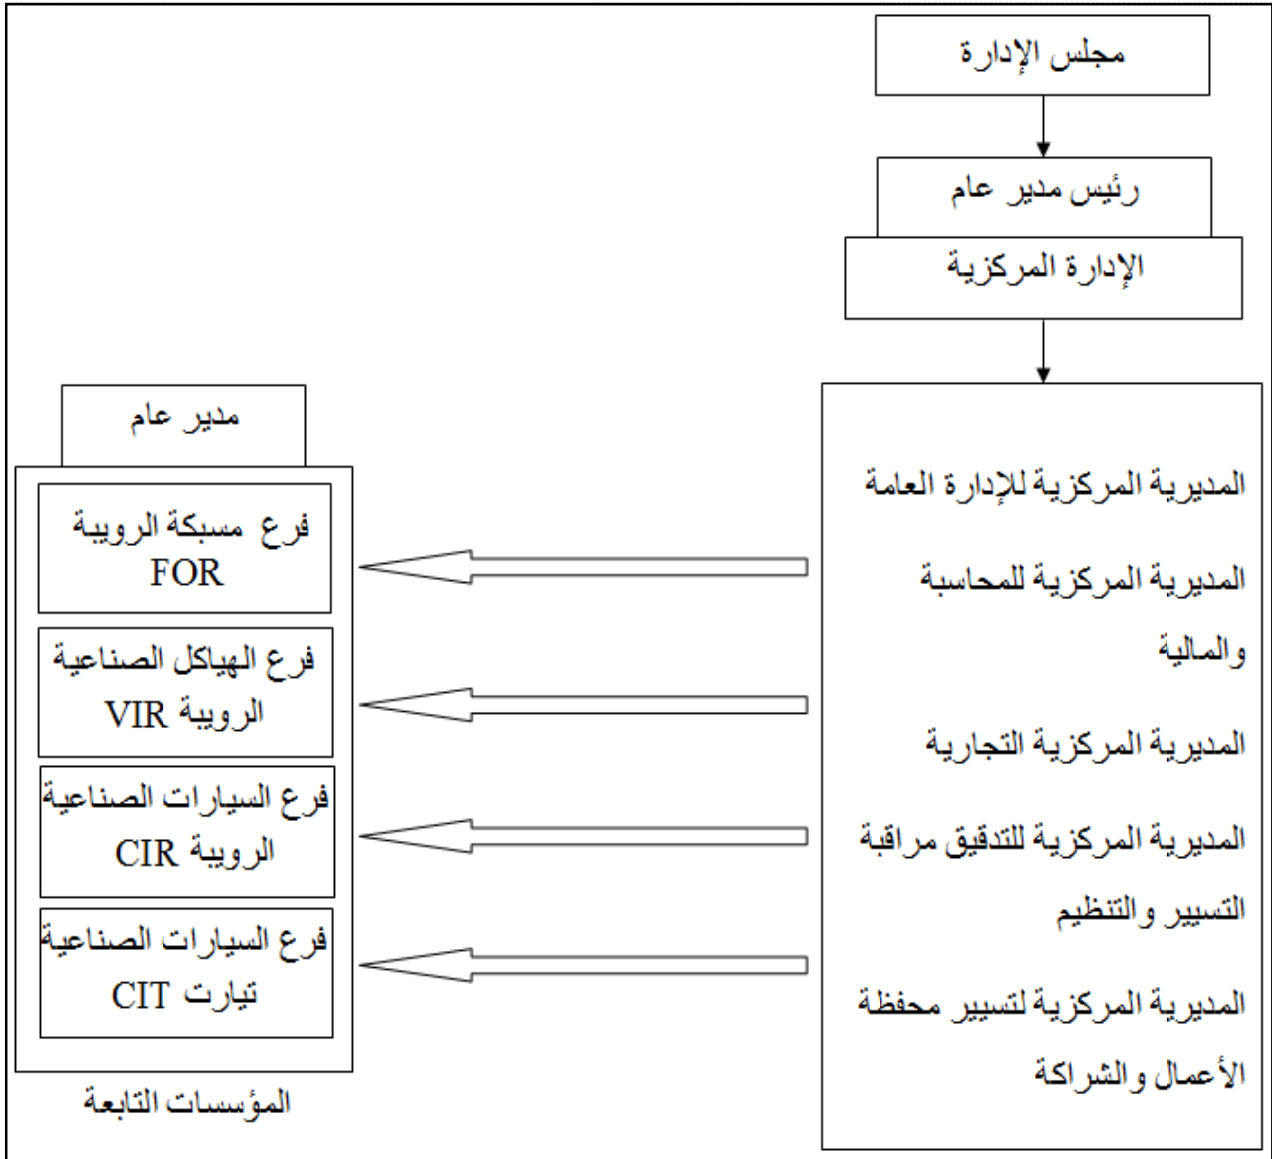 مجلس الإدارة
رئيس مدير عام
الإدارة المركزية
المديرية المركزية للإدارة العامة
المديرية المركزية للمحاسبة
والمالية
المديرية المركزية التجارية
المديرية المركزية للتدقيق مراقبة
التسيير والتنظيم
المديرية المركزية لتسيير محفظة
الأعمال والشراكة
مدير عام
فرع مسبكة الرويبة
FOR
فرع الهياكل الصناعية
الرويبة VIR
فرع السيارات الصناعية
الرويبة CIR
فرع السيارات الصناعية
تيارت CIT
المؤسسات التابعة